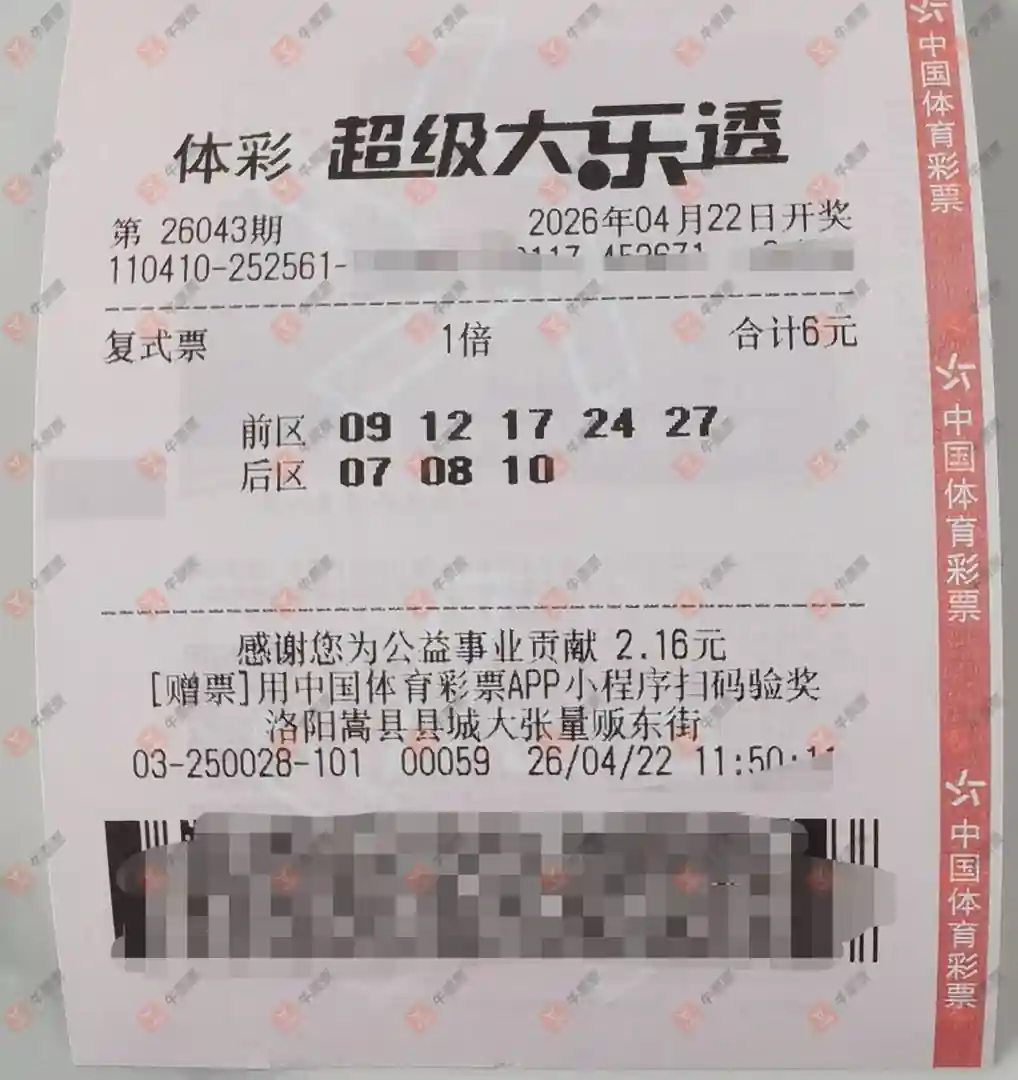 体彩 超级大乐透
第 26043期 2026年04月22日开奖
110410-252561-
复式票 1倍 合计6元
前区 09 12 17 24 27
后区 07 08 10
感谢您为公益事业贡献 2.16元
[赠票]用中国体育彩票APP小程序扫码验奖
洛阳嵩县县城大张量贩东街
03-250028-101 00059 26/04/22 11:50:11
中国体育彩票
中国体育彩票
中国体育彩票